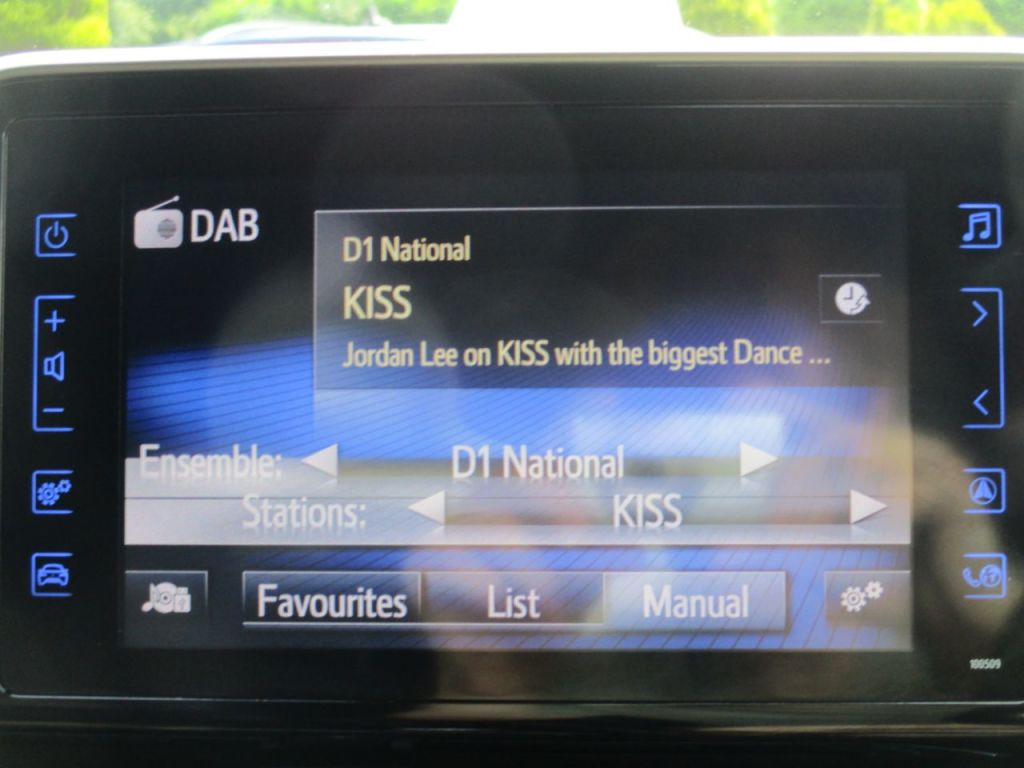 DAB
D1 National
KISS
Jordan Lee on KISS with the biggest Dance ...
Ensemble: D1 National
Stations: KISS
Favourites List Manual
100509